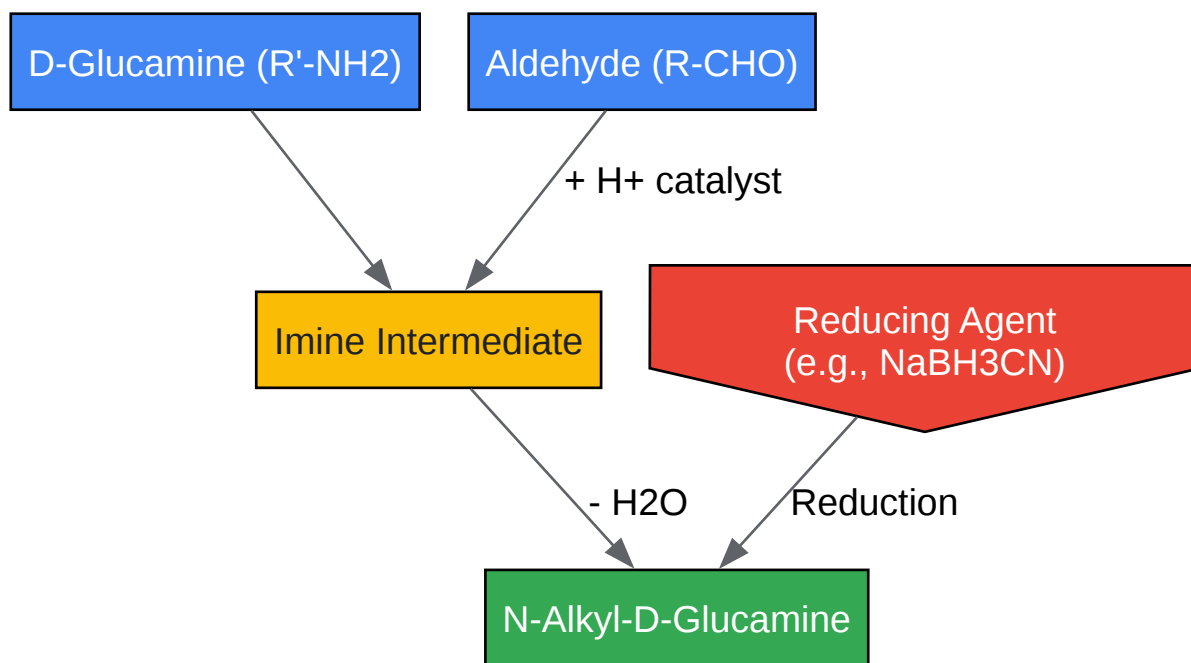 D-Glucamine (R'-NH2)
Aldehyde (R-CHO)
+ H+ catalyst
Imine Intermediate
Reducing Agent
(e.g., NaBH3CN)
- H2O
Reduction
N-Alkyl-D-Glucamine